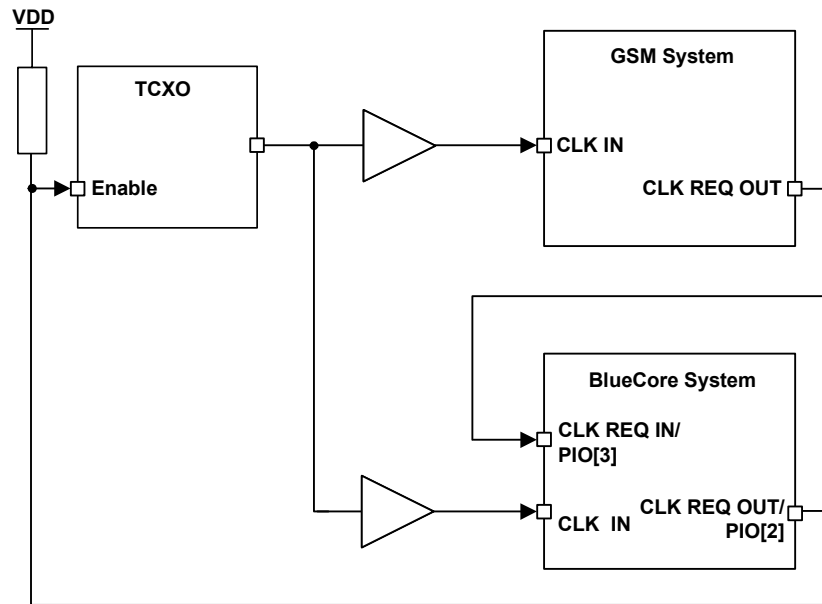 VDD
TCXO
Enable
GSM System
CLK IN
CLK REQ OUT
BlueCore System
CLK REQ IN/
PIO[3]
CLK REQ OUT/
PIO[2]
CLK IN